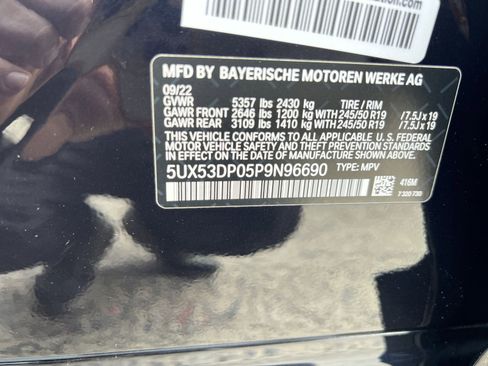 MFD BY BAYERISCHE MOTOREN WERKE AG
09/22
GVWR 5357 lbs 2430 kg TIRE / RIM
GAWR FRONT 2646 lbs 1200 KG WITH 245/50 R19 / 7.5J x 19
GAWR REAR 3109 lbs 1410 KG WITH 245/50 R19 / 7.5J x 19
THIS VEHICLE CONFORMS TO ALL APPLICABLE U.S. FEDERAL
MOTOR VEHICLE SAFETY STANDARDS IN EFFECT ON THE
DATE OF MANUFACTURE SHOWN ABOVE.
5UX53DP05P9N96690 TYPE: MPV
416M
7 320 730